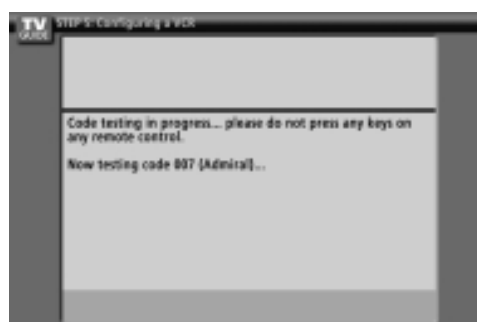 TV
GUIDE
STEP 5: Configuring a VCR
Code testing in progress... please do not press any keys on
any remote control.
Now testing code 007 (Admiral)...